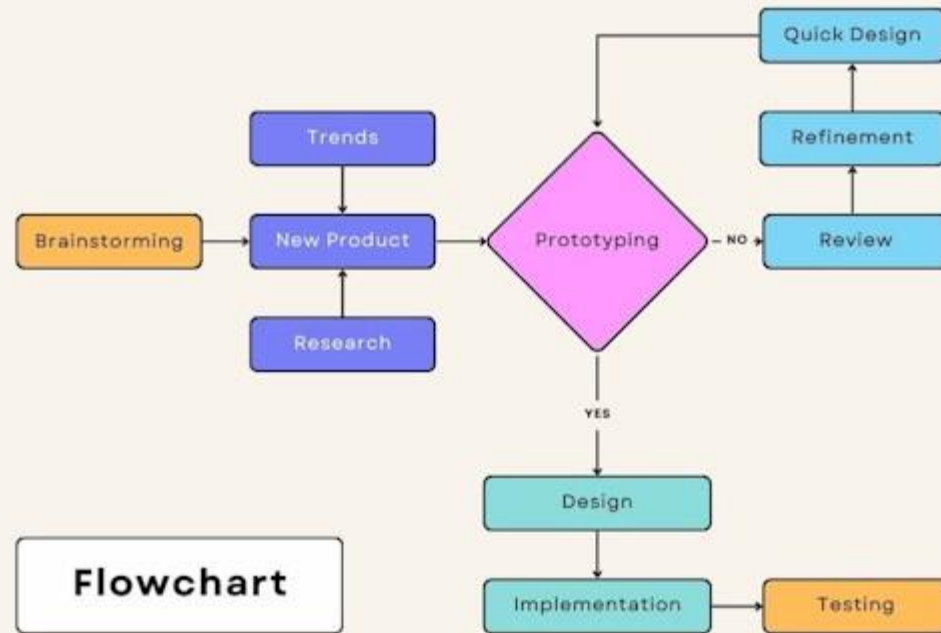 Quick Design
Trends
Refinement
Brainstorming
New Product
Prototyping
NO
Review
Research
YES
Design
Flowchart
Implementation
Testing